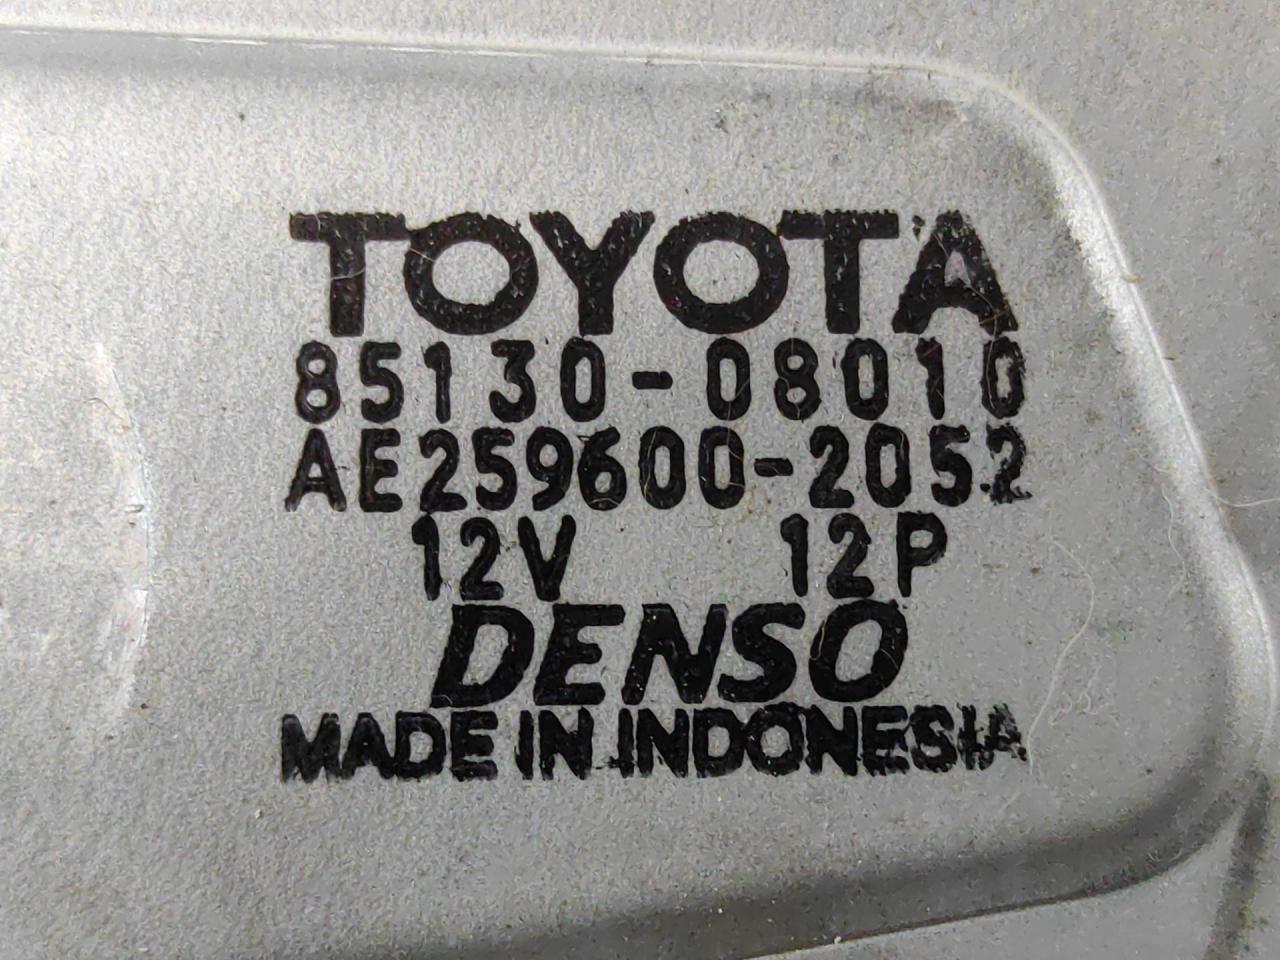 TOYOTA
85130-08010
AE259600-2052
12V 12P
DENSO
MADE IN INDONESIA